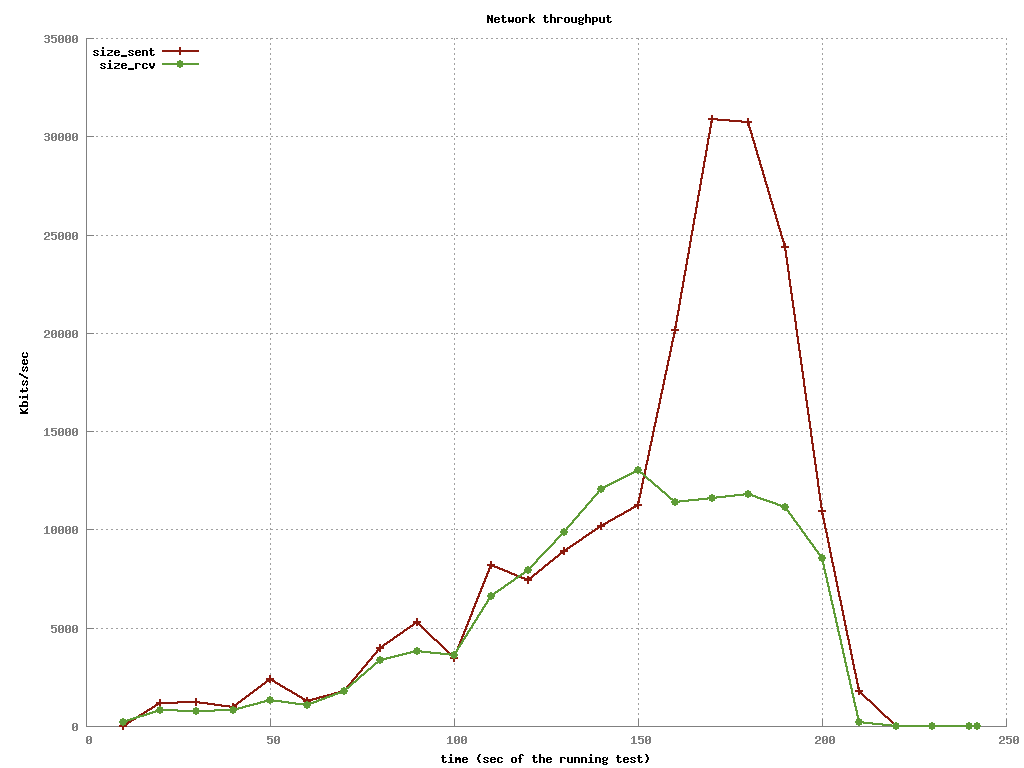 Network throughput
35000
size_sent
size_rcv
30000
25000
20000
Kbits/sec
15000
10000
5000
0
0 50 100 150 200 250
time (sec of the running test)